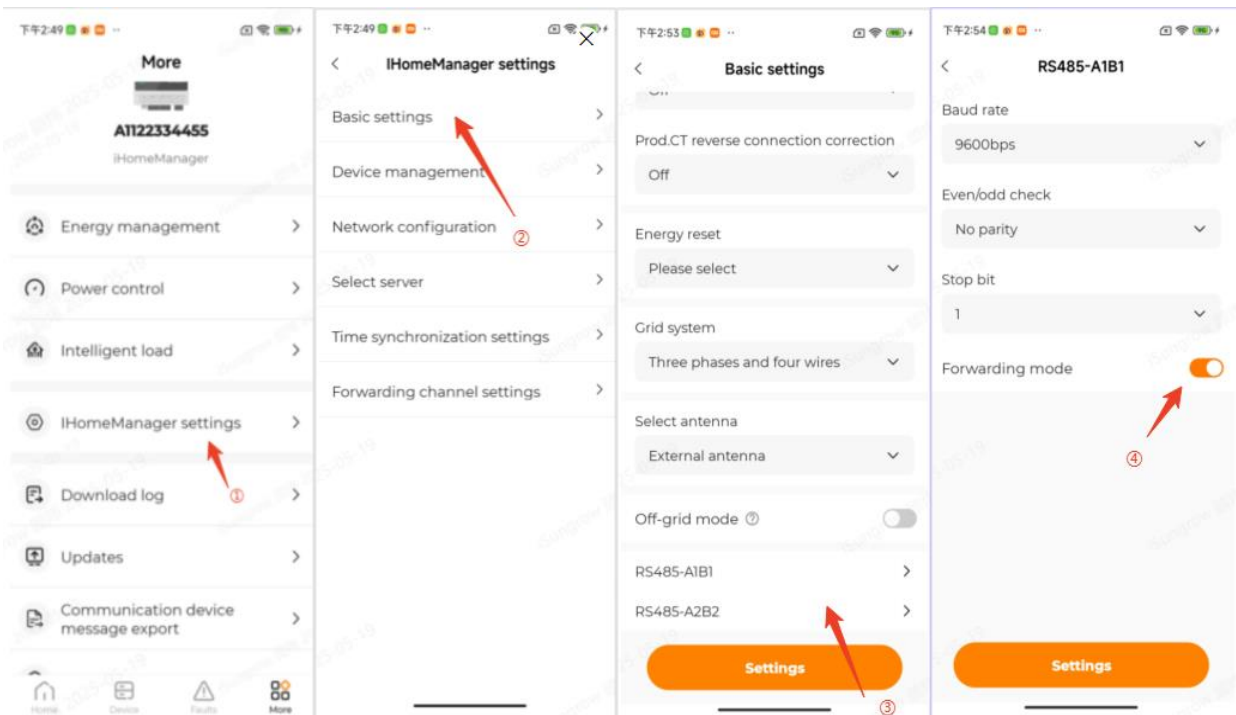 下午2:49
More
A1122334455
iHomeManager
Energy management
Power control
Intelligent load
IHomeManager settings
①
Download log
Updates
Communication device
message export
Home
Device
Faults
More
下午2:49
IHomeManager settings
Basic settings
Device management
②
Network configuration
Select server
Time synchronization settings
Forwarding channel settings
下午2:53
Basic settings
Off
Prod.CT reverse connection correction
Off
Energy reset
Please select
Grid system
Three phases and four wires
Select antenna
External antenna
Off-grid mode
RS485-A1B1
RS485-A2B2
Settings
③
下午2:54
RS485-A1B1
Baud rate
9600bps
Even/odd check
No parity
Stop bit
1
Forwarding mode
④
Settings